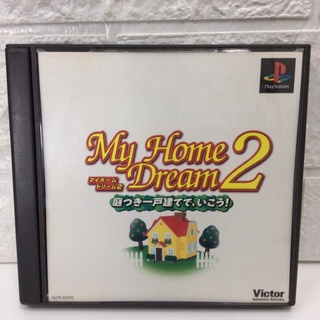 PlayStation
My Home
マイホーム
ドリーム2
Dream 2
庭つき一戸建てで、いこう!
Victor